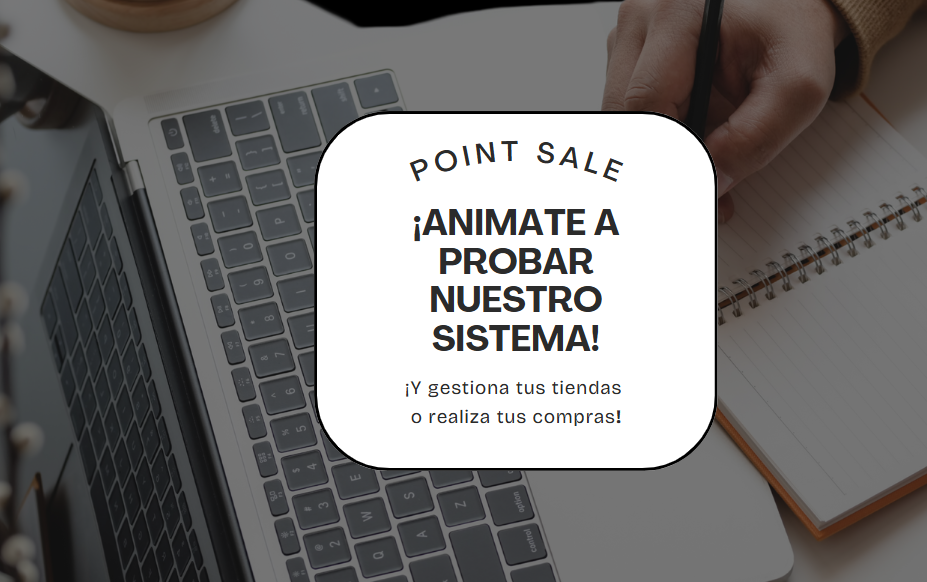 POINT SALE
¡ANIMATE A
PROBAR
NUESTRO
SISTEMA!
¡Y gestiona tus tiendas
o realiza tus compras!